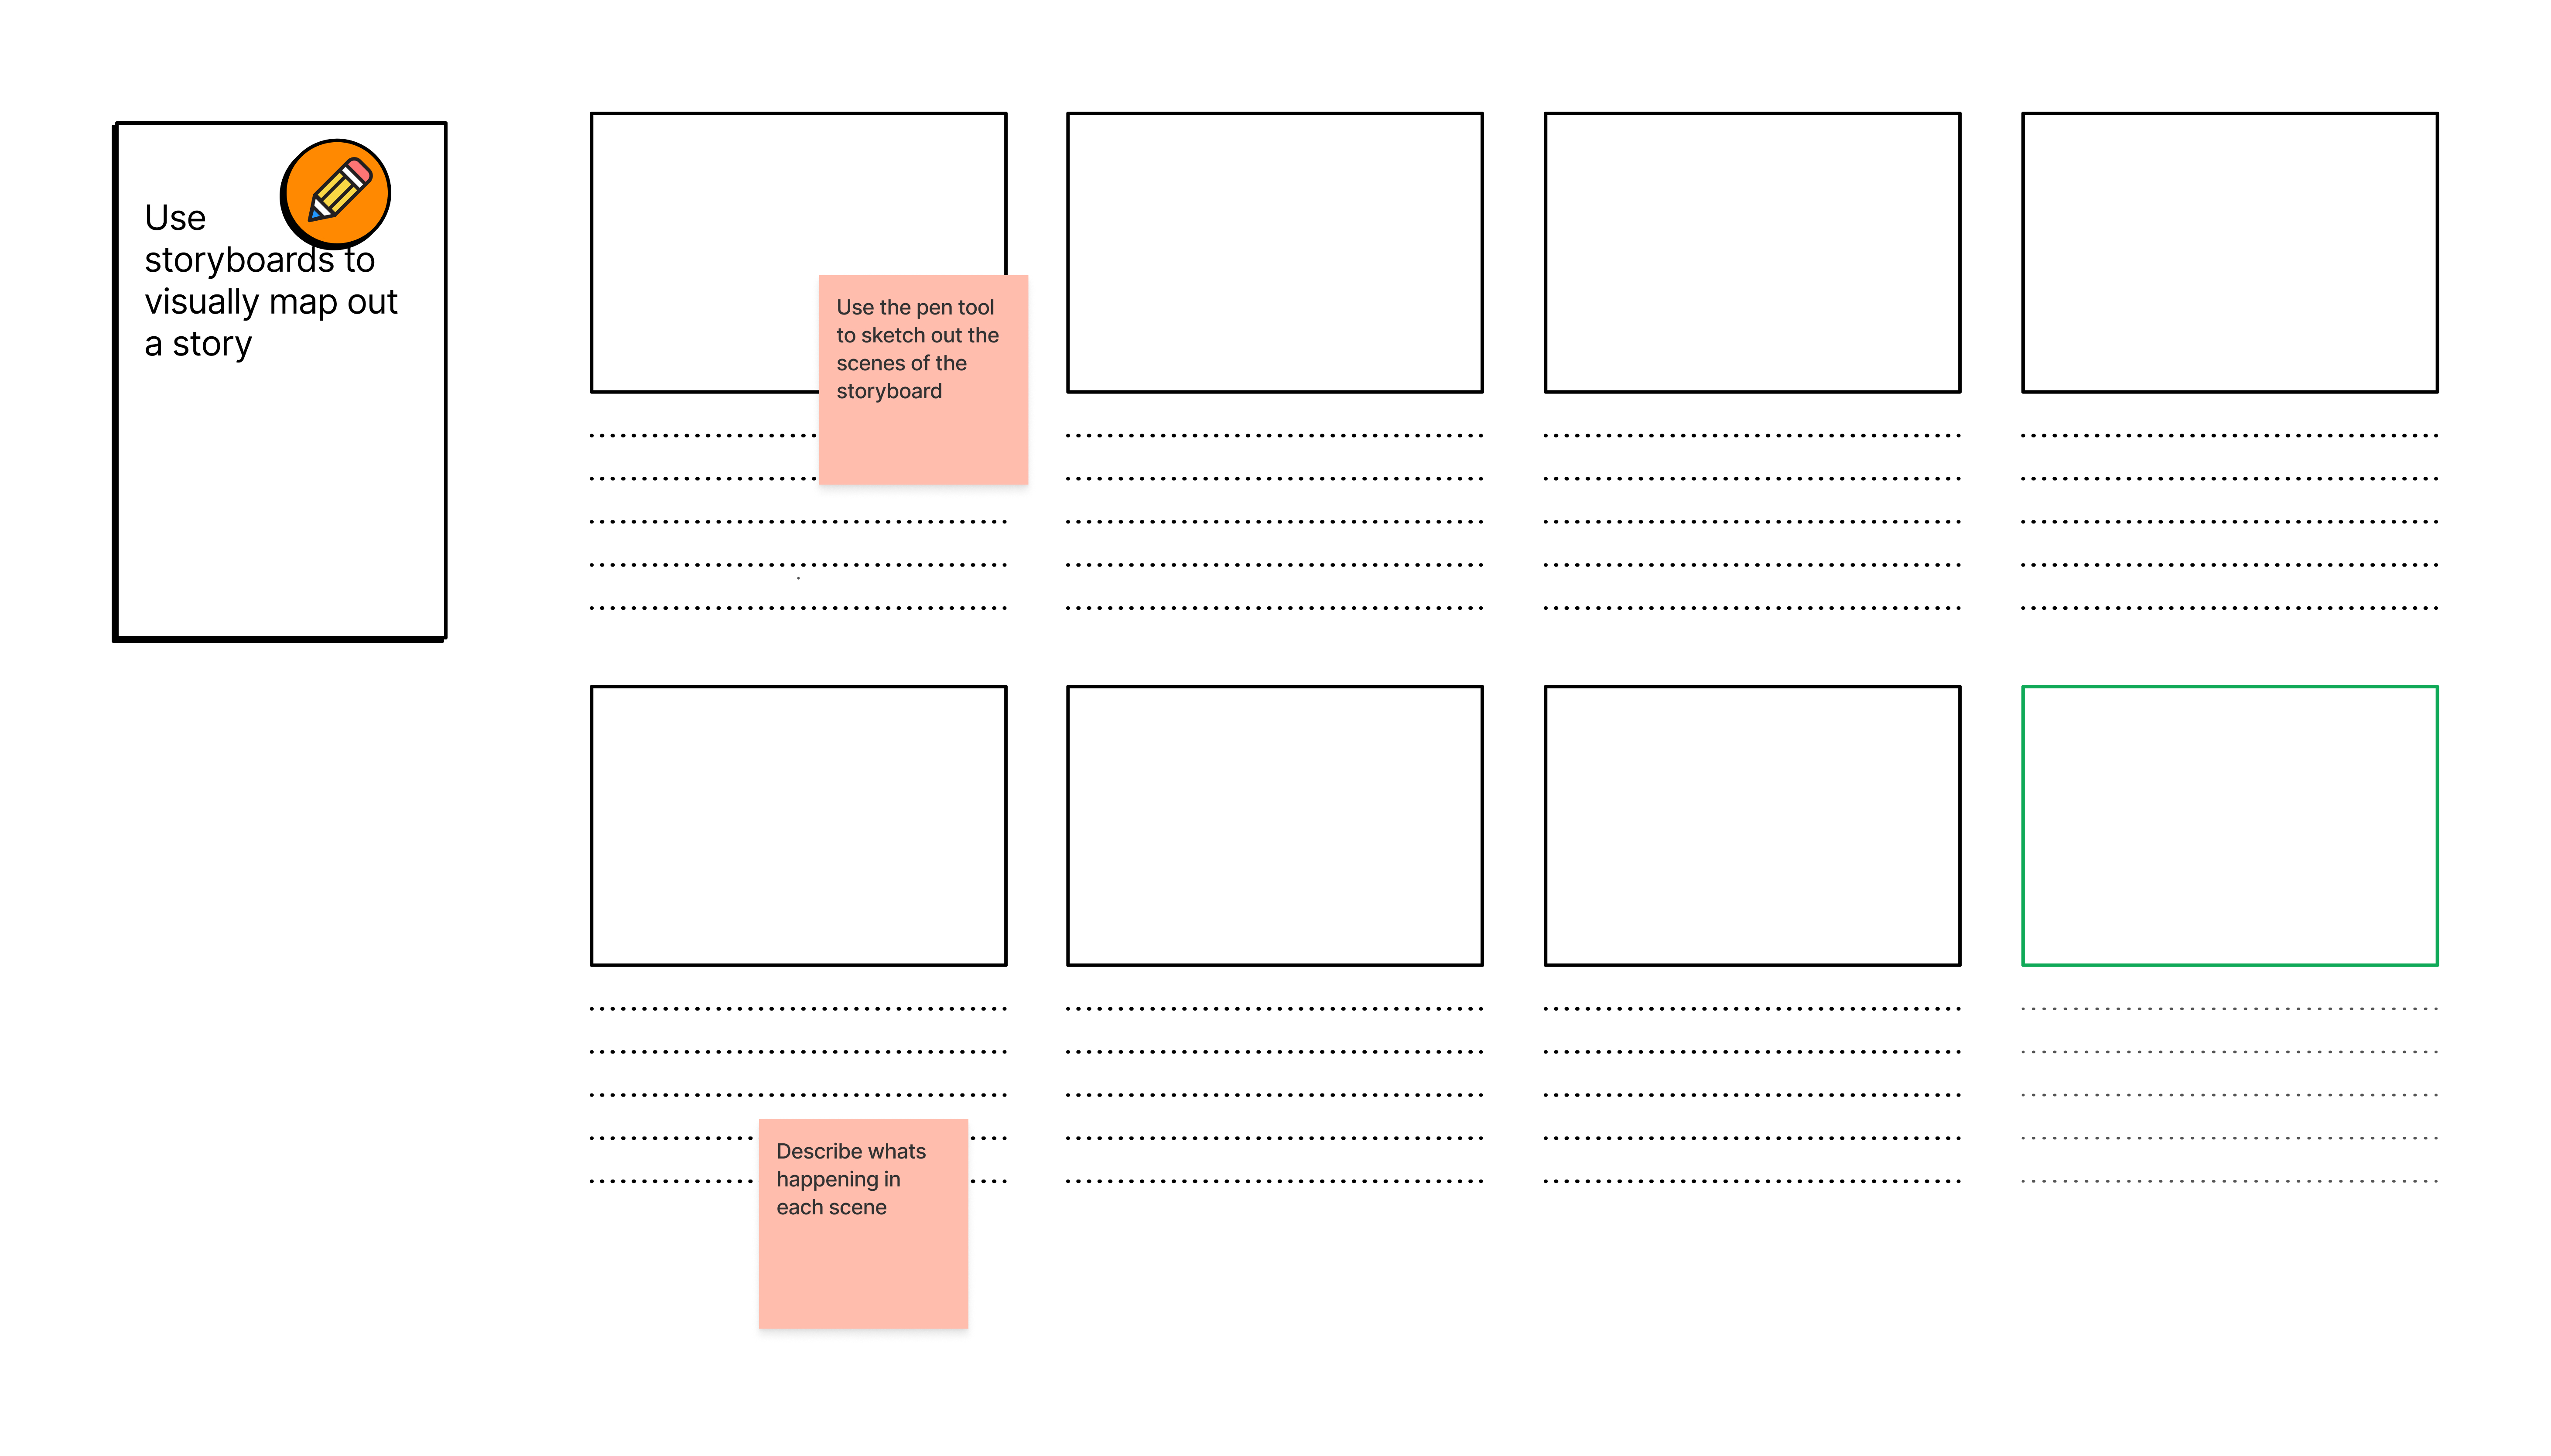 Use
storyboards to
visually map out
a story
Use the pen tool
to sketch out the
scenes of the
storyboard
Describe whats
happening in
each scene